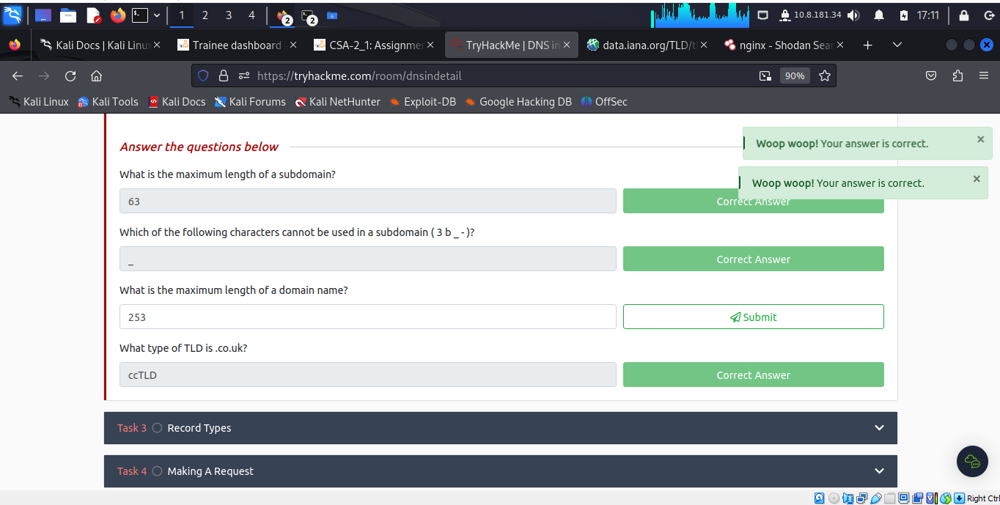 1 2 3 4 2 2 10.8.181.34 17:11
Kali Docs | Kali Linux Trainee dashboard - CSA-2_1: Assignmen TryHackMe | DNS in data.iana.org/TLD/tl nginx - Shodan Sear
https://tryhackme.com/room/dnsindetail 90%
Kali Linux Kali Tools Kali Docs Kali Forums Kali NetHunter Exploit-DB Google Hacking DB OffSec
Answer the questions below
Woop woop! Your answer is correct.
What is the maximum length of a subdomain?
Woop woop! Your answer is correct.
63 Correct Answer
Which of the following characters cannot be used in a subdomain ( 3 b _ - )?
_ Correct Answer
What is the maximum length of a domain name?
253 Submit
What type of TLD is .co.uk?
ccTLD Correct Answer
Task 3 Record Types
Task 4 Making A Request
Right Ctrl